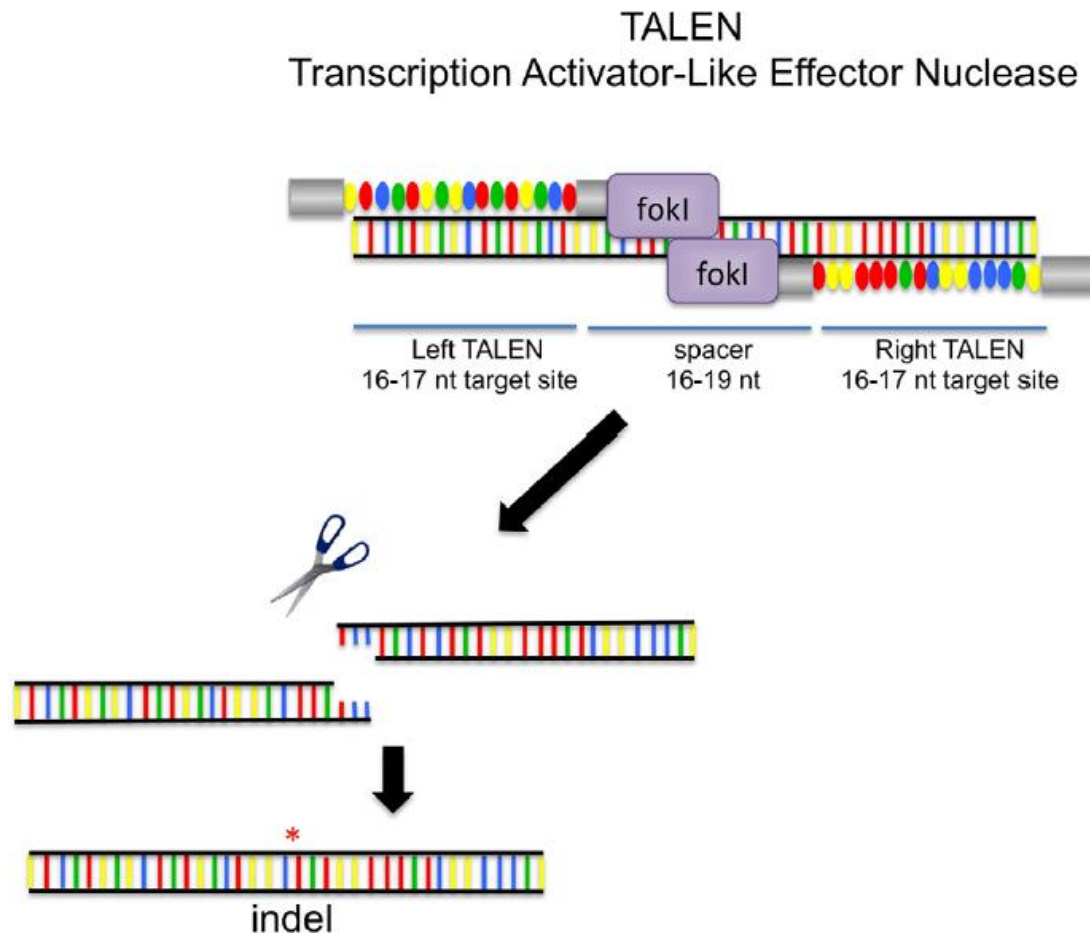 TALEN
Transcription Activator-Like Effector Nuclease
fokI
fokI
Left TALEN
16-17 nt target site
spacer
16-19 nt
Right TALEN
16-17 nt target site
*
indel